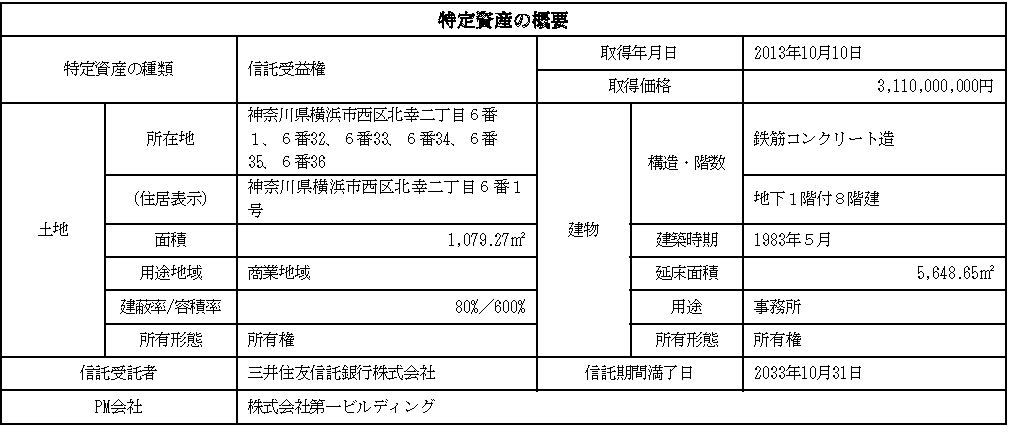 特定資産の概要
特定資産の種類
信託受益権
取得年月日
2013年10月10日
取得価格
3,110,000,000円
土地
所在地
神奈川県横浜市西区北幸二丁目６番
１、６番32、６番33、６番34、６番
35、６番36
(住居表示)
神奈川県横浜市西区北幸二丁目６番１
号
面積
1,079.27㎡
用途地域
商業地域
建蔽率/容積率
80%／600%
所有形態
所有権
建物
構造・階数
鉄筋コンクリート造
地下１階付８階建
建築時期
1983年５月
延床面積
5,648.65㎡
用途
事務所
所有形態
所有権
信託受託者
三井住友信託銀行株式会社
信託期間満了日
2033年10月31日
PM会社
株式会社第一ビルディング